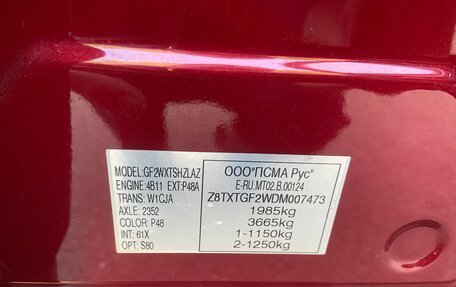 MODEL:GF2WXTSHZLAZ
ENGINE:4B11 EXT:P48A
TRANS: W1CJA
AXLE: 2352
COLOR: P48
INT: 61X
OPT: S80
ООО"ПСМА Рус"
E-RU.MT02.B.00124
Z8TXTGF2WDM007473
1985kg
3665kg
1-1150kg
2-1250kg